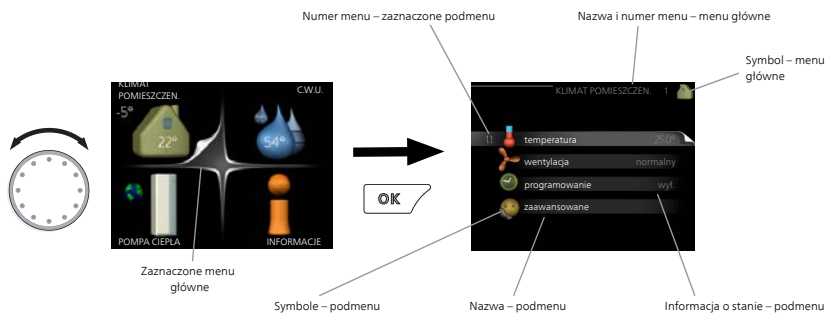 Numer menu – zaznaczone podmenu
Nazwa i numer menu – menu główne
Symbol – menu
główne
KLIMAT
POMIESZCZEN.
C.W.U.
-5°
22°
54°
POMPA CIEPŁA
INFORMACJE
OK
KLIMAT POMIESZCZEN. 1
1.1 temperatura 25.0°
wentylacja normalny
programowanie wył.
zaawansowane
Zaznaczone menu
główne
Symbole – podmenu
Nazwa – podmenu
Informacja o stanie – podmenu